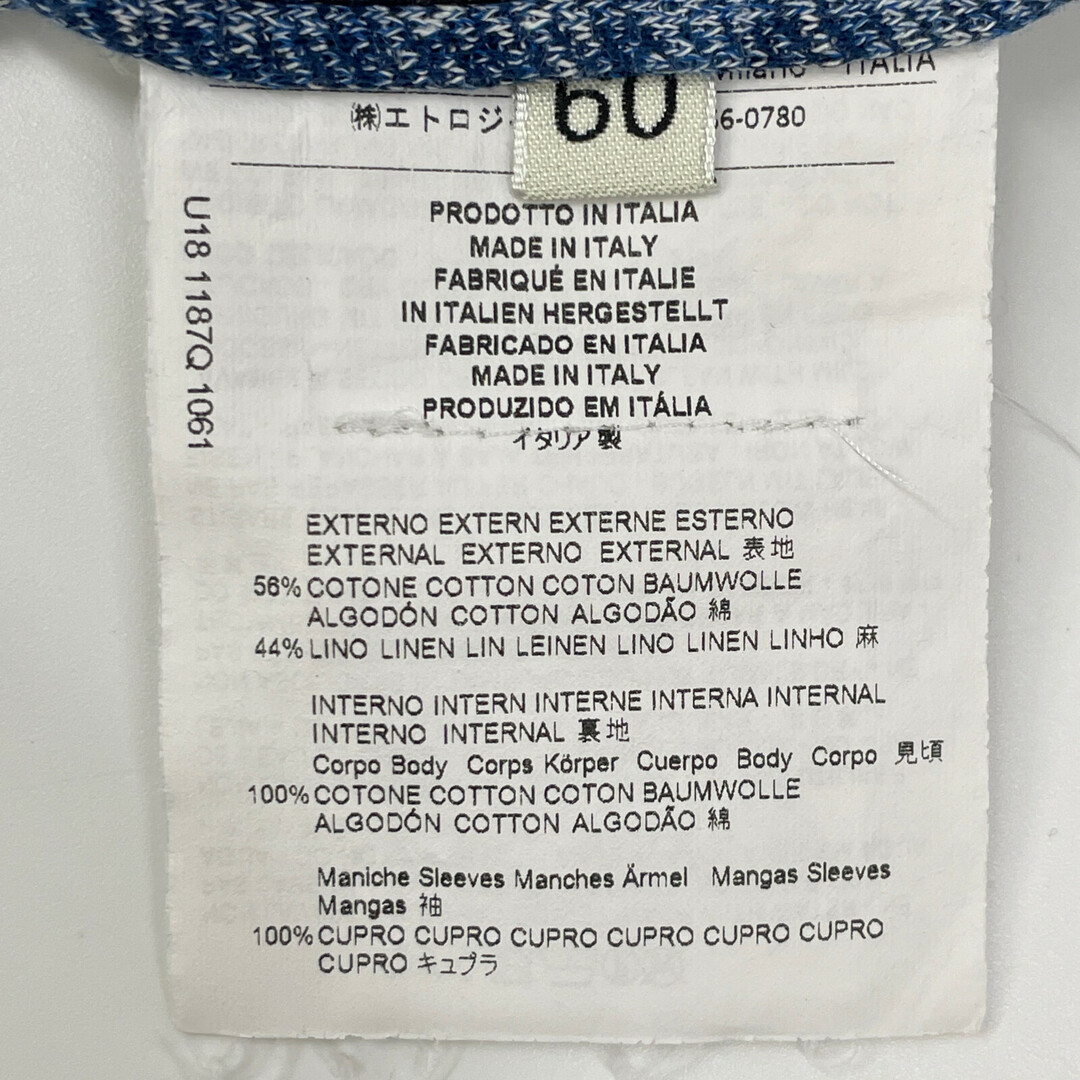 Milano - ITALIA
㈱エトロジ
60
6-0780
PRODOTTO IN ITALIA
MADE IN ITALY
FABRIQUÉ EN ITALIE
IN ITALIEN HERGESTELLT
FABRICADO EN ITALIA
MADE IN ITALY
PRODUZIDO EM ITÁLIA
イタリア製
U18 1187Q 1061
EXTERNO EXTERN EXTERNE ESTERNO
EXTERNAL EXTERNO EXTERNAL 表地
56% COTONE COTTON COTON BAUMWOLLE
ALGODÓN COTTON ALGODÃO 綿
44% LINO LINEN LIN LEINEN LINO LINEN LINHO 麻
INTERNO INTERN INTERNE INTERNA INTERNAL
INTERNO INTERNAL 裏地
Corpo Body Corps Körper Cuerpo Body Corpo 見頃
100% COTONE COTTON COTON BAUMWOLLE
ALGODÓN COTTON ALGODÃO 綿
Maniche Sleeves Manches Ärmel Mangas Sleeves
Mangas 袖
100% CUPRO CUPRO CUPRO CUPRO CUPRO CUPRO
CUPRO キュプラ